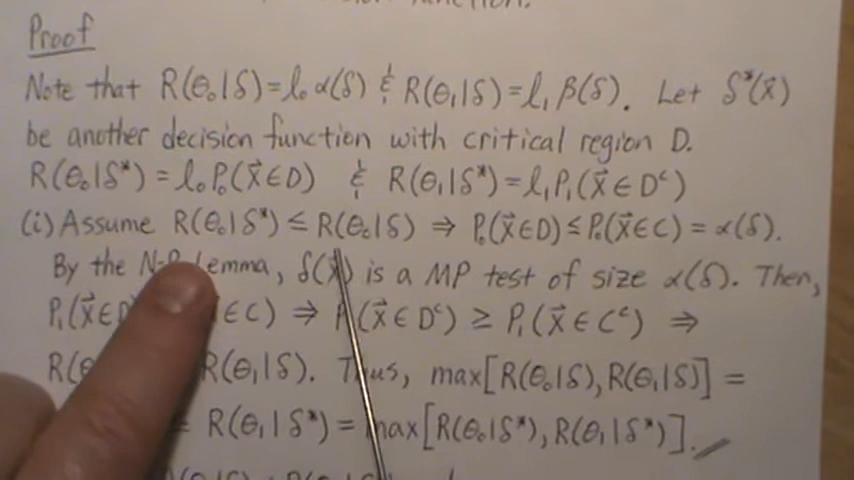 Proof
Note that R(θ₀|δ)=l₀α(δ) & R(θ₁|δ)=l₁β(δ). Let δ*(x⃗)
be another decision function with critical region D.
R(θ₀|δ*)=l₀P₀(X⃗∈D) & R(θ₁|δ*)=l₁P₁(X⃗∈Dᶜ)
(i) Assume R(θ₀|δ*)≤R(θ₀|δ) ⇒ P₀(X⃗∈D)≤P₀(X⃗∈C)=α(δ).
By the Lemma, δ(x⃗) is a MP test of size α(δ). Then,
P₁(X⃗∈D ∈C) ⇒ P₁(X⃗∈Dᶜ) ≥ P₁(X⃗∈Cᶜ) ⇒
R(θ R(θ₁|δ). Thus, max[R(θ₀|δ),R(θ₁|δ)]=
R(θ₁|δ*)=max[R(θ₀|δ*),R(θ₁|δ*)].